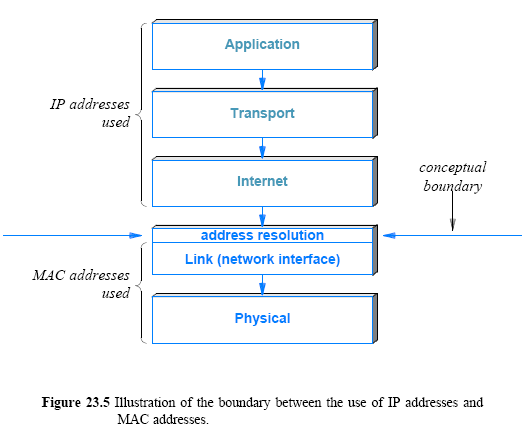 Application
IP addresses
used
Transport
Internet
conceptual
boundary
address resolution
Link (network interface)
MAC addresses
used
Physical
Figure 23.5 Illustration of the boundary between the use of IP addresses and
MAC addresses.